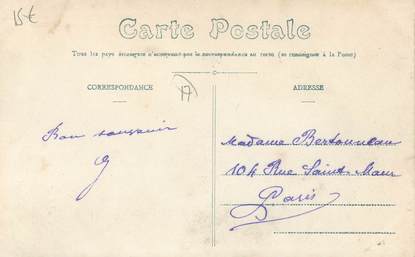 15€
Carte Postale
Tous les pays étrangers n'acceptent pas la correspondance au recto (se renseigner à la Poste)
CORRESPONDANCE
ADRESSE
17
Bon souvenir
Madame Bertonneau
104 Rue Saint-Maur
Paris